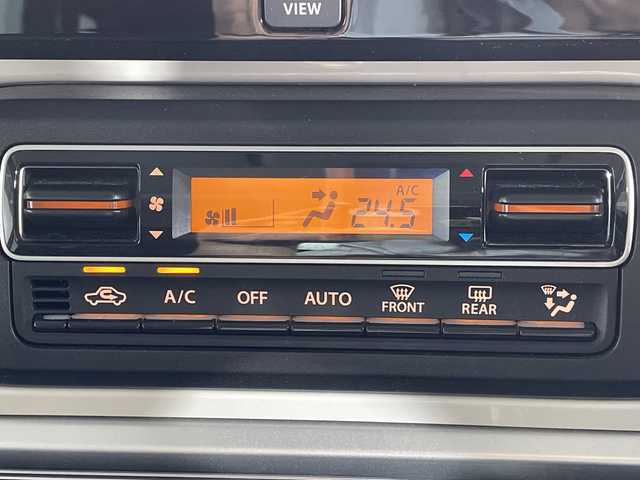 VIEW
A/C
24.5
A/C OFF AUTO FRONT REAR